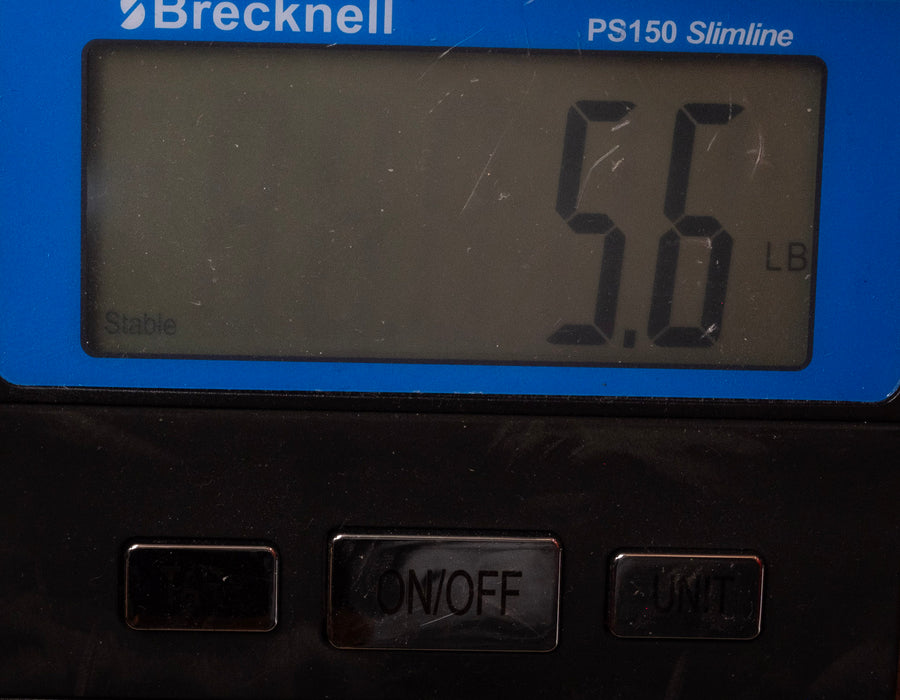 Brecknell
PS150 Slimline
5.6
LB
Stable
ON/OFF
UNIT